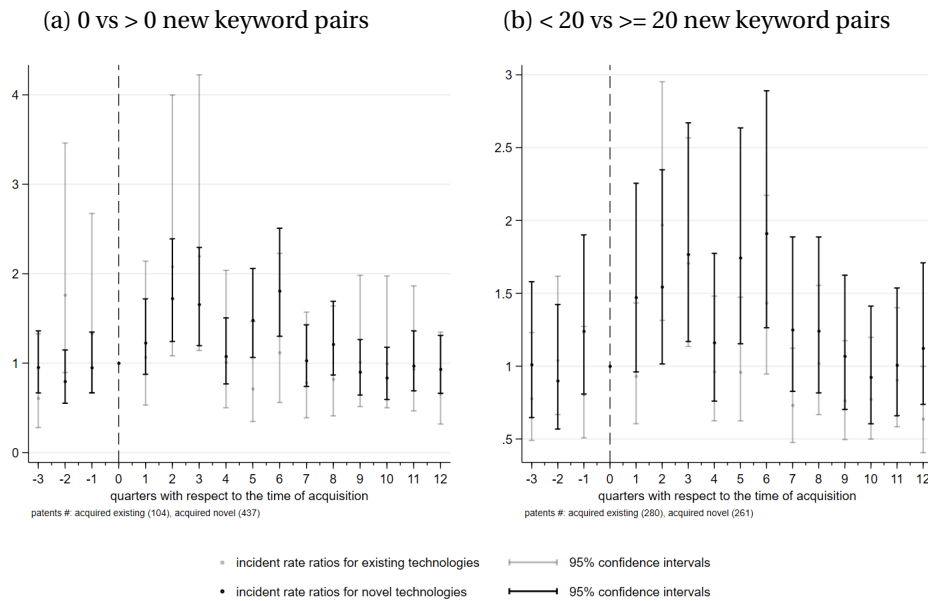 (a) 0 vs > 0 new keyword pairs
4
3
2
1
0
-3 -2 -1 0 1 2 3 4 5 6 7 8 9 10 11 12
quarters with respect to the time of acquisition
patents #: acquired existing (104), acquired novel (437)
(b) < 20 vs >= 20 new keyword pairs
3
2.5
2
1.5
1
.5
-3 -2 -1 0 1 2 3 4 5 6 7 8 9 10 11 12
quarters with respect to the time of acquisition
patents #: acquired existing (280), acquired novel (261)
incident rate ratios for existing technologies 95% confidence intervals
incident rate ratios for novel technologies 95% confidence intervals